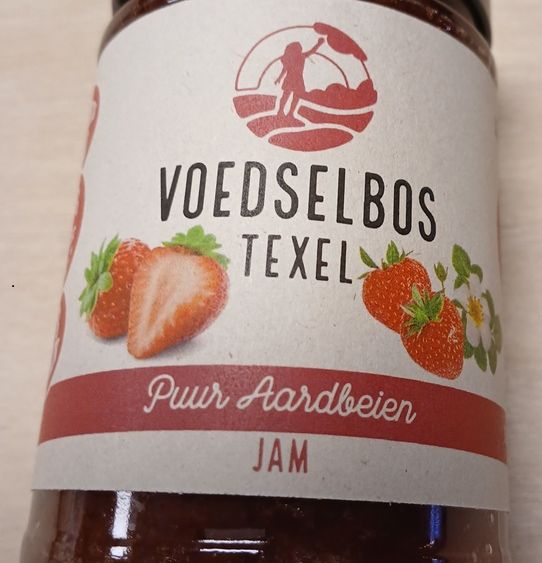 VOEDSELBOS
TEXEL
Puur Aardbeien
JAM